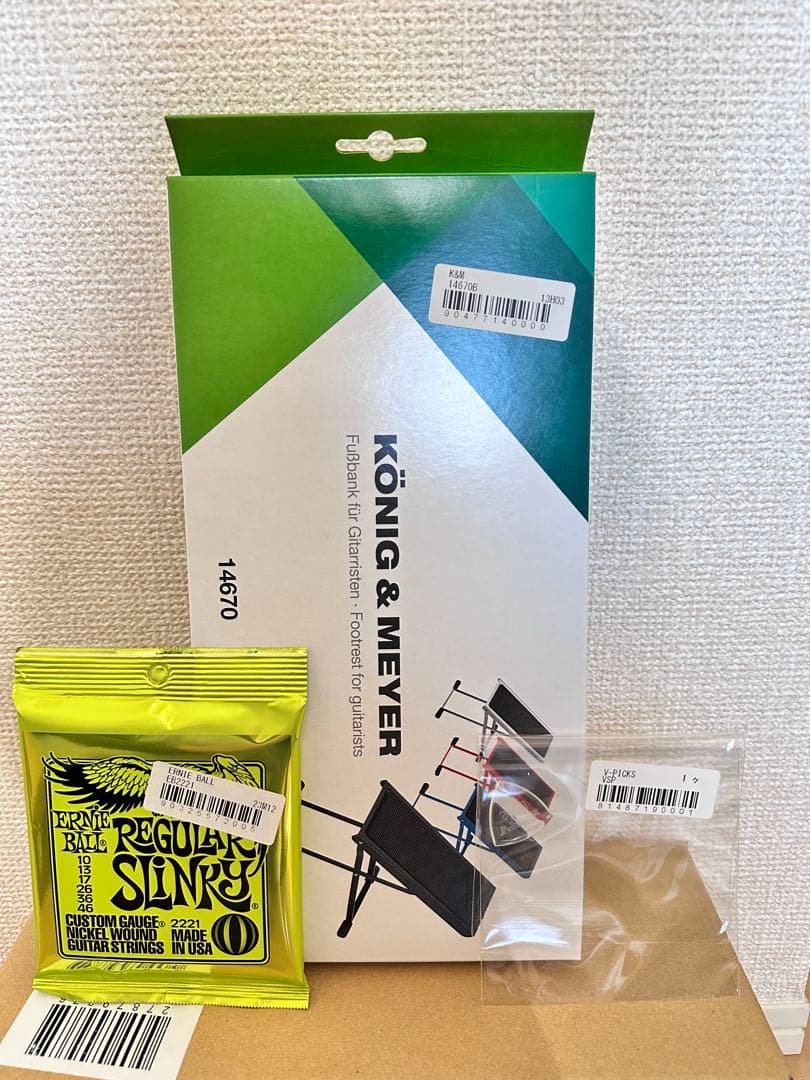 K&M
14670B
13H03
90477140000
KÖNIG & MEYER
Fußbank für Gitarristen · Footrest for guitarists
14670
ERNIE BALL
EB2221
23M12
90325572005
ERNIE BALL®
REGULAR
SLINKY®
10
13
17
26
36
46
CUSTOM GAUGE®
NICKEL WOUND
GUITAR STRINGS
2221
MADE
IN USA
V-PICKS
VSP
1ヶ
81487190001